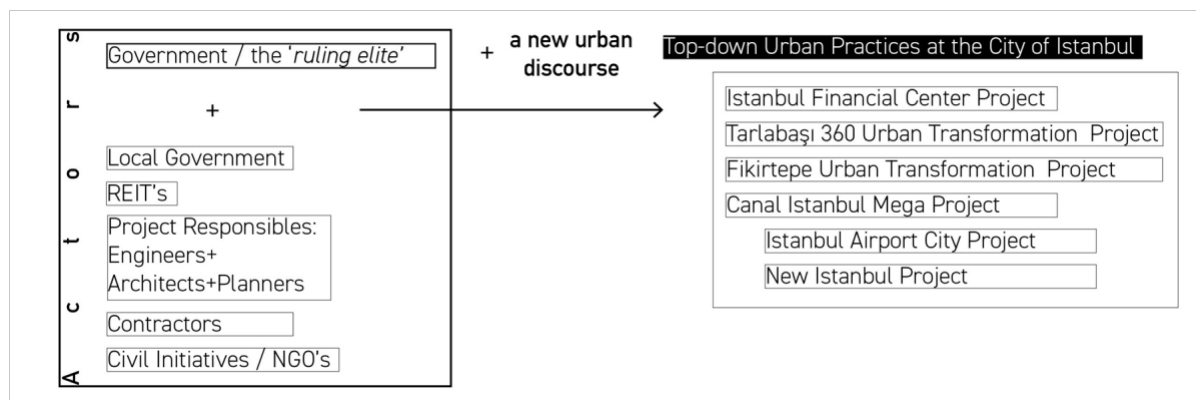 Actors
Government / the ‘ruling elite’
+
Local Government
REIT's
Project Responsibles:
Engineers+
Architects+Planners
Contractors
Civil Initiatives / NGO's
+ a new urban
discourse
Top-down Urban Practices at the City of Istanbul
Istanbul Financial Center Project
Tarlabaşı 360 Urban Transformation Project
Fikirtepe Urban Transformation Project
Canal Istanbul Mega Project
Istanbul Airport City Project
New Istanbul Project